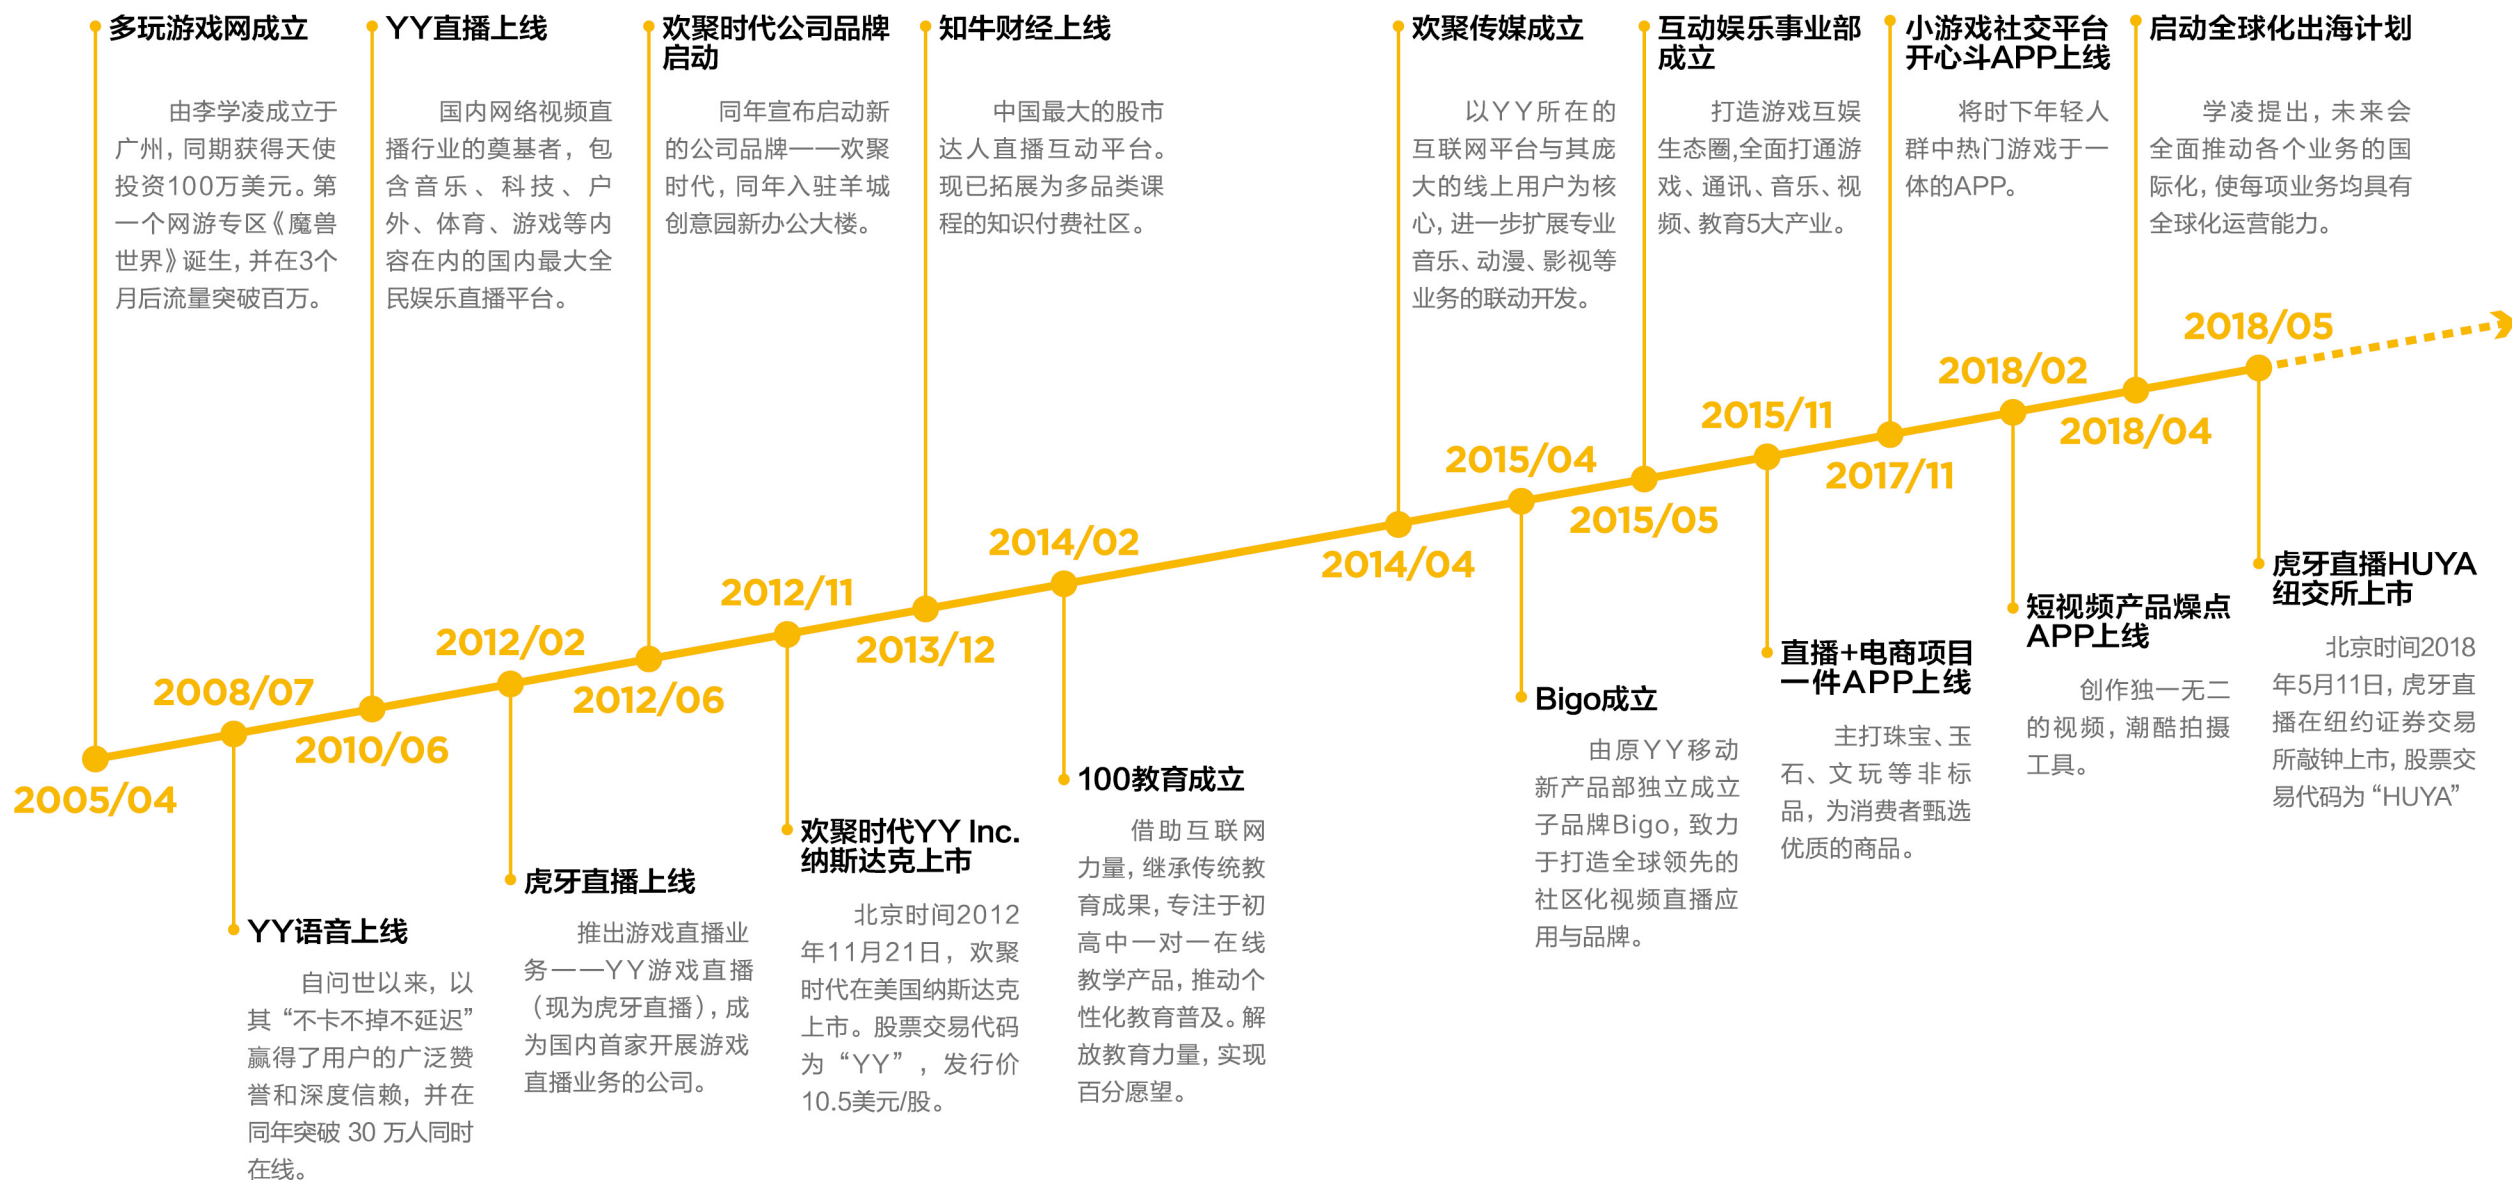 多玩游戏网成立
由李学凌成立于
广州，同期获得天使
投资100万美元。第
一个网游专区《魔兽
世界》诞生，并在3个
月后流量突破百万。
2005/04
2008/07
YY语音上线
自问世以来，以
其“不卡不掉不延迟”
赢得了用户的广泛赞
誉和深度信赖，并在
同年突破 30 万人同时
在线。
YY直播上线
国内网络视频直
播行业的奠基者，包
含音乐、科技、户
外、体育、游戏等内
容在内的国内最大全
民娱乐直播平台。
2010/06
2012/02
虎牙直播上线
推出游戏直播业
务——YY游戏直播
（现为虎牙直播），成
为国内首家开展游戏
直播业务的公司。
欢聚时代公司品牌
启动
同年宣布启动新
的公司品牌——欢聚
时代，同年入驻羊城
创意园新办公大楼。
2012/06
2012/11
欢聚时代YY Inc.
纳斯达克上市
北京时间2012
年11月21日，欢聚
时代在美国纳斯达克
上市。股票交易代码
为“YY”，发行价
10.5美元/股。
知牛财经上线
中国最大的股市
达人直播互动平台。
现已拓展为多品类课
程的知识付费社区。
2013/12
2014/02
100教育成立
借助互联网
力量，继承传统教
育成果，专注于初
高中一对一在线
教学产品，推动个
性化教育普及。解
放教育力量，实现
百分愿望。
欢聚传媒成立
以YY所在的
互联网平台与其庞
大的线上用户为核
心，进一步扩展专业
音乐、动漫、影视等
业务的联动开发。
2014/04
2015/04
Bigo成立
由原YY移动
新产品部独立成立
子品牌Bigo，致力
于打造全球领先的
社区化视频直播应
用与品牌。
互动娱乐事业部
成立
打造游戏互娱
生态圈,全面打通游
戏、通讯、音乐、视
频、教育5大产业。
2015/05
2015/11
直播+电商项目
一件APP上线
主打珠宝、玉
石、文玩等非标
品，为消费者甄选
优质的商品。
小游戏社交平台
开心斗APP上线
将时下年轻人
群中热门游戏于一
体的APP。
2017/11
2018/02
短视频产品燥点
APP上线
创作独一无二
的视频，潮酷拍摄
工具。
启动全球化出海计划
学凌提出，未来会
全面推动各个业务的国
际化，使每项业务均具有
全球化运营能力。
2018/04
2018/05
虎牙直播HUYA
纽交所上市
北京时间2018
年5月11日，虎牙直
播在纽约证券交易
所敲钟上市，股票交
易代码为“HUYA”